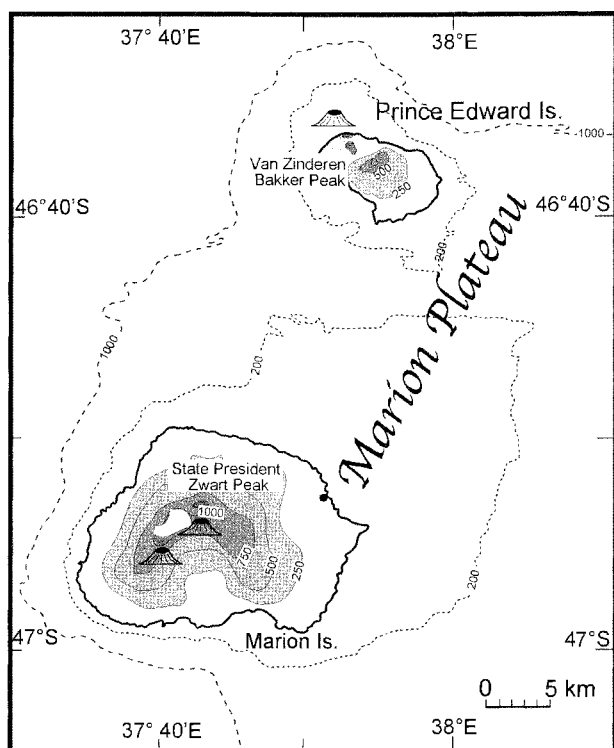 37° 40'E
38°E
Prince Edward Is.
1000
Van Zinderen
Bakker Peak
500
250
46°40'S
46°40'S
200
Marion Plateau
1000
200
State President
Zwart Peak
1000
750
500
250
200
47°S
Marion Is.
47°S
0 5 km
37° 40'E
38°E